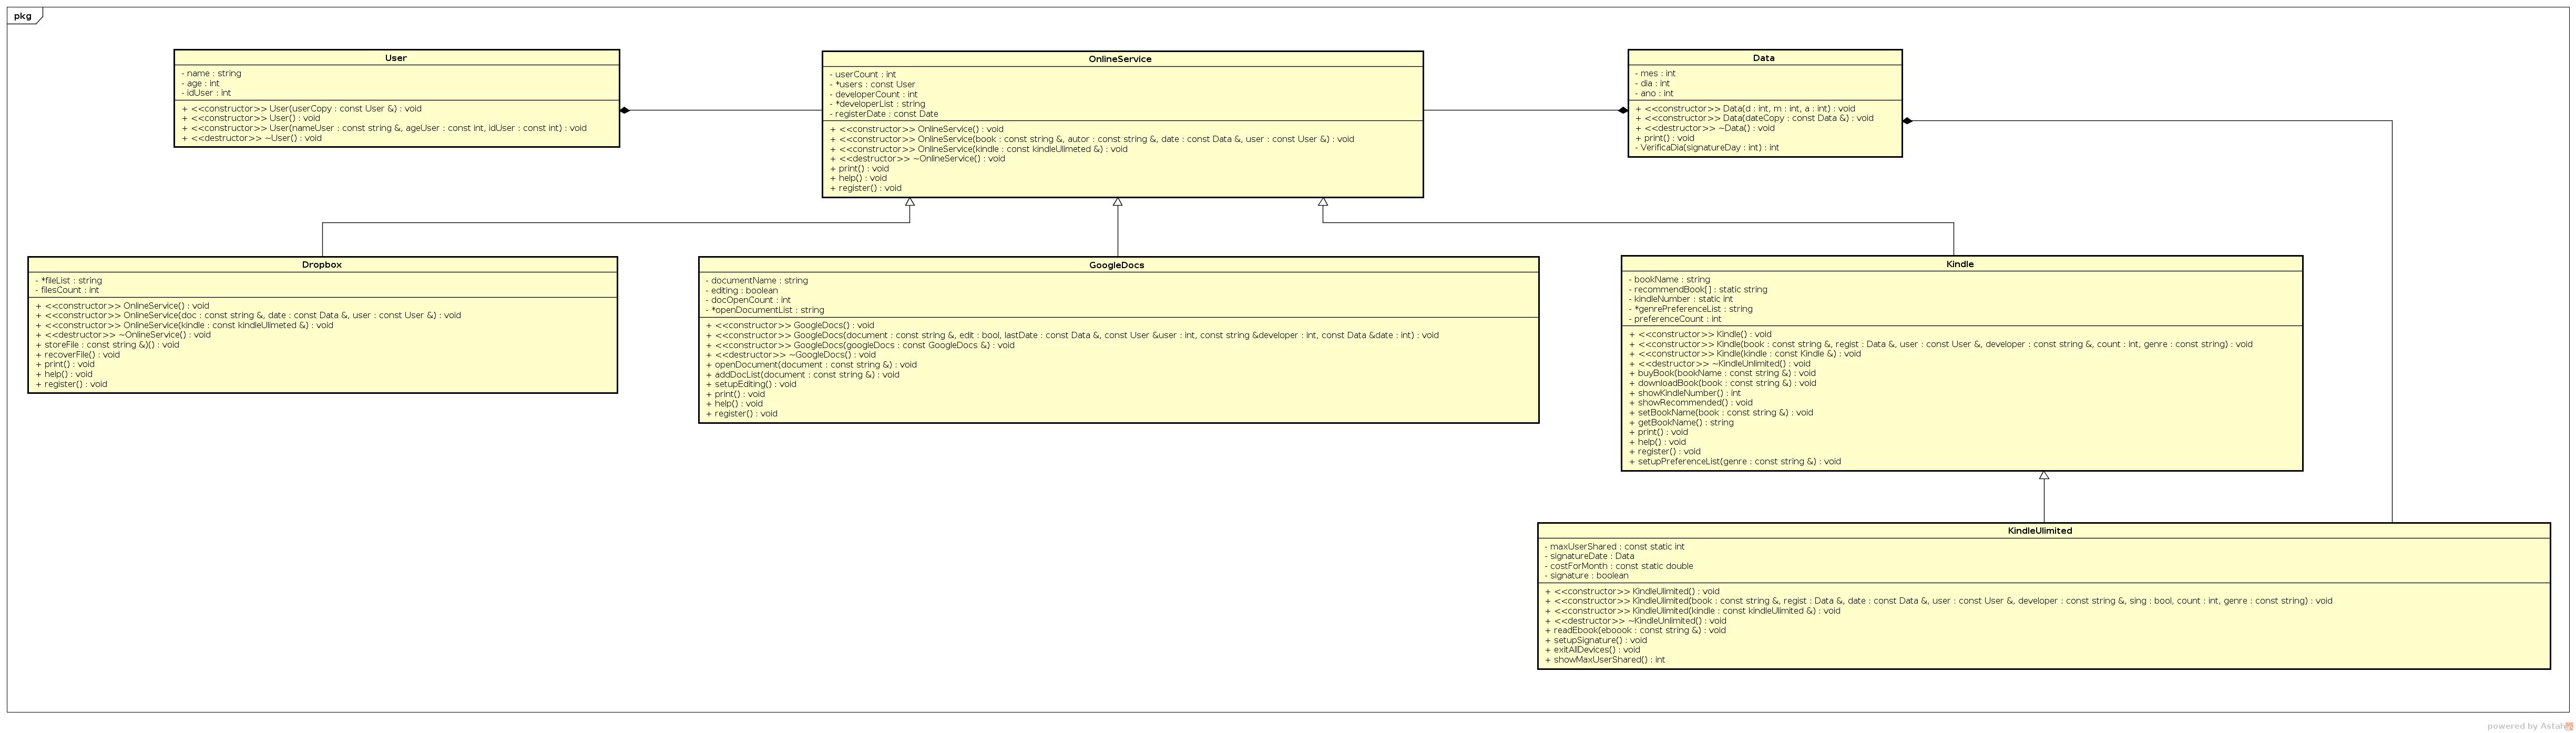 pkg
User
- name : string
- age : int
- idUser : int
+ <<constructor>> User(userCopy : const User &) : void
+ <<constructor>> User() : void
+ <<constructor>> User(nameUser : const string &, ageUser : const int, idUser : const int) : void
+ <<destructor>> ~User() : void
OnlineService
- userCount : int
- *users : const User
- developerCount : int
- *developerList : string
- registerDate : const Date
+ <<constructor>> OnlineService() : void
+ <<constructor>> OnlineService(book : const string &, autor : const string &, date : const Data &, user : const User &) : void
+ <<constructor>> OnlineService(kindle : const kindleUlimeted &) : void
+ <<destructor>> ~OnlineService() : void
+ print() : void
+ help() : void
+ register() : void
Data
- mes : int
- dia : int
- ano : int
+ <<constructor>> Data(d : int, m : int, a : int) : void
+ <<constructor>> Data(dateCopy : const Data &) : void
+ <<destructor>> ~Data() : void
+ print() : void
- VerificaDia(signatureDay : int) : int
Dropbox
- *fileList : string
- filesCount : int
+ <<constructor>> OnlineService() : void
+ <<constructor>> OnlineService(doc : const string &, date : const Data &, user : const User &) : void
+ <<constructor>> OnlineService(kindle : const kindleUlimeted &) : void
+ <<destructor>> ~OnlineService() : void
+ storeFile : const string &)() : void
+ recoverFile() : void
+ print() : void
+ help() : void
+ register() : void
GoogleDocs
- documentName : string
- editing : boolean
- docOpenCount : int
- *openDocumentList : string
+ <<constructor>> GoogleDocs() : void
+ <<constructor>> GoogleDocs(document : const string &, edit : bool, lastDate : const Data &, const User &user : int, const string &developer : int, const Data &date : int) : void
+ <<constructor>> GoogleDocs(googleDocs : const GoogleDocs &) : void
+ <<destructor>> ~GoogleDocs() : void
+ openDocument(document : const string &) : void
+ addDocList(document : const string &) : void
+ setupEditing() : void
+ print() : void
+ help() : void
+ register() : void
Kindle
- bookName : string
- recommendBook[] : static string
- kindleNumber : static int
- *genrePreferenceList : string
- preferenceCount : int
+ <<constructor>> Kindle() : void
+ <<constructor>> Kindle(book : const string &, regist : Data &, user : const User &, developer : const string &, count : int, genre : const string) : void
+ <<constructor>> Kindle(kindle : const Kindle &) : void
+ <<destructor>> ~KindleUnlimited() : void
+ buyBook(bookName : const string &) : void
+ downloadBook(book : const string &) : void
+ showKindleNumber() : int
+ showRecommended() : void
+ setBookName(book : const string &) : void
+ getBookName() : string
+ print() : void
+ help() : void
+ register() : void
+ setupPreferenceList(genre : const string &) : void
KindleUlimited
- maxUserShared : const static int
- signatureDate : Data
- costForMonth : const static double
- signature : boolean
+ <<constructor>> KindleUlimited() : void
+ <<constructor>> KindleUlimited(book : const string &, regist : Data &, date : const Data &, user : const User &, developer : const string &, sing : bool, count : int, genre : const string) : void
+ <<constructor>> KindleUlimited(kindle : const kindleUlimited &) : void
+ <<destructor>> ~KindleUnlimited() : void
+ readEbook(eboook : const string &) : void
+ setupSignature() : void
+ exitAllDevices() : void
+ showMaxUserShared() : int
powered by Astah